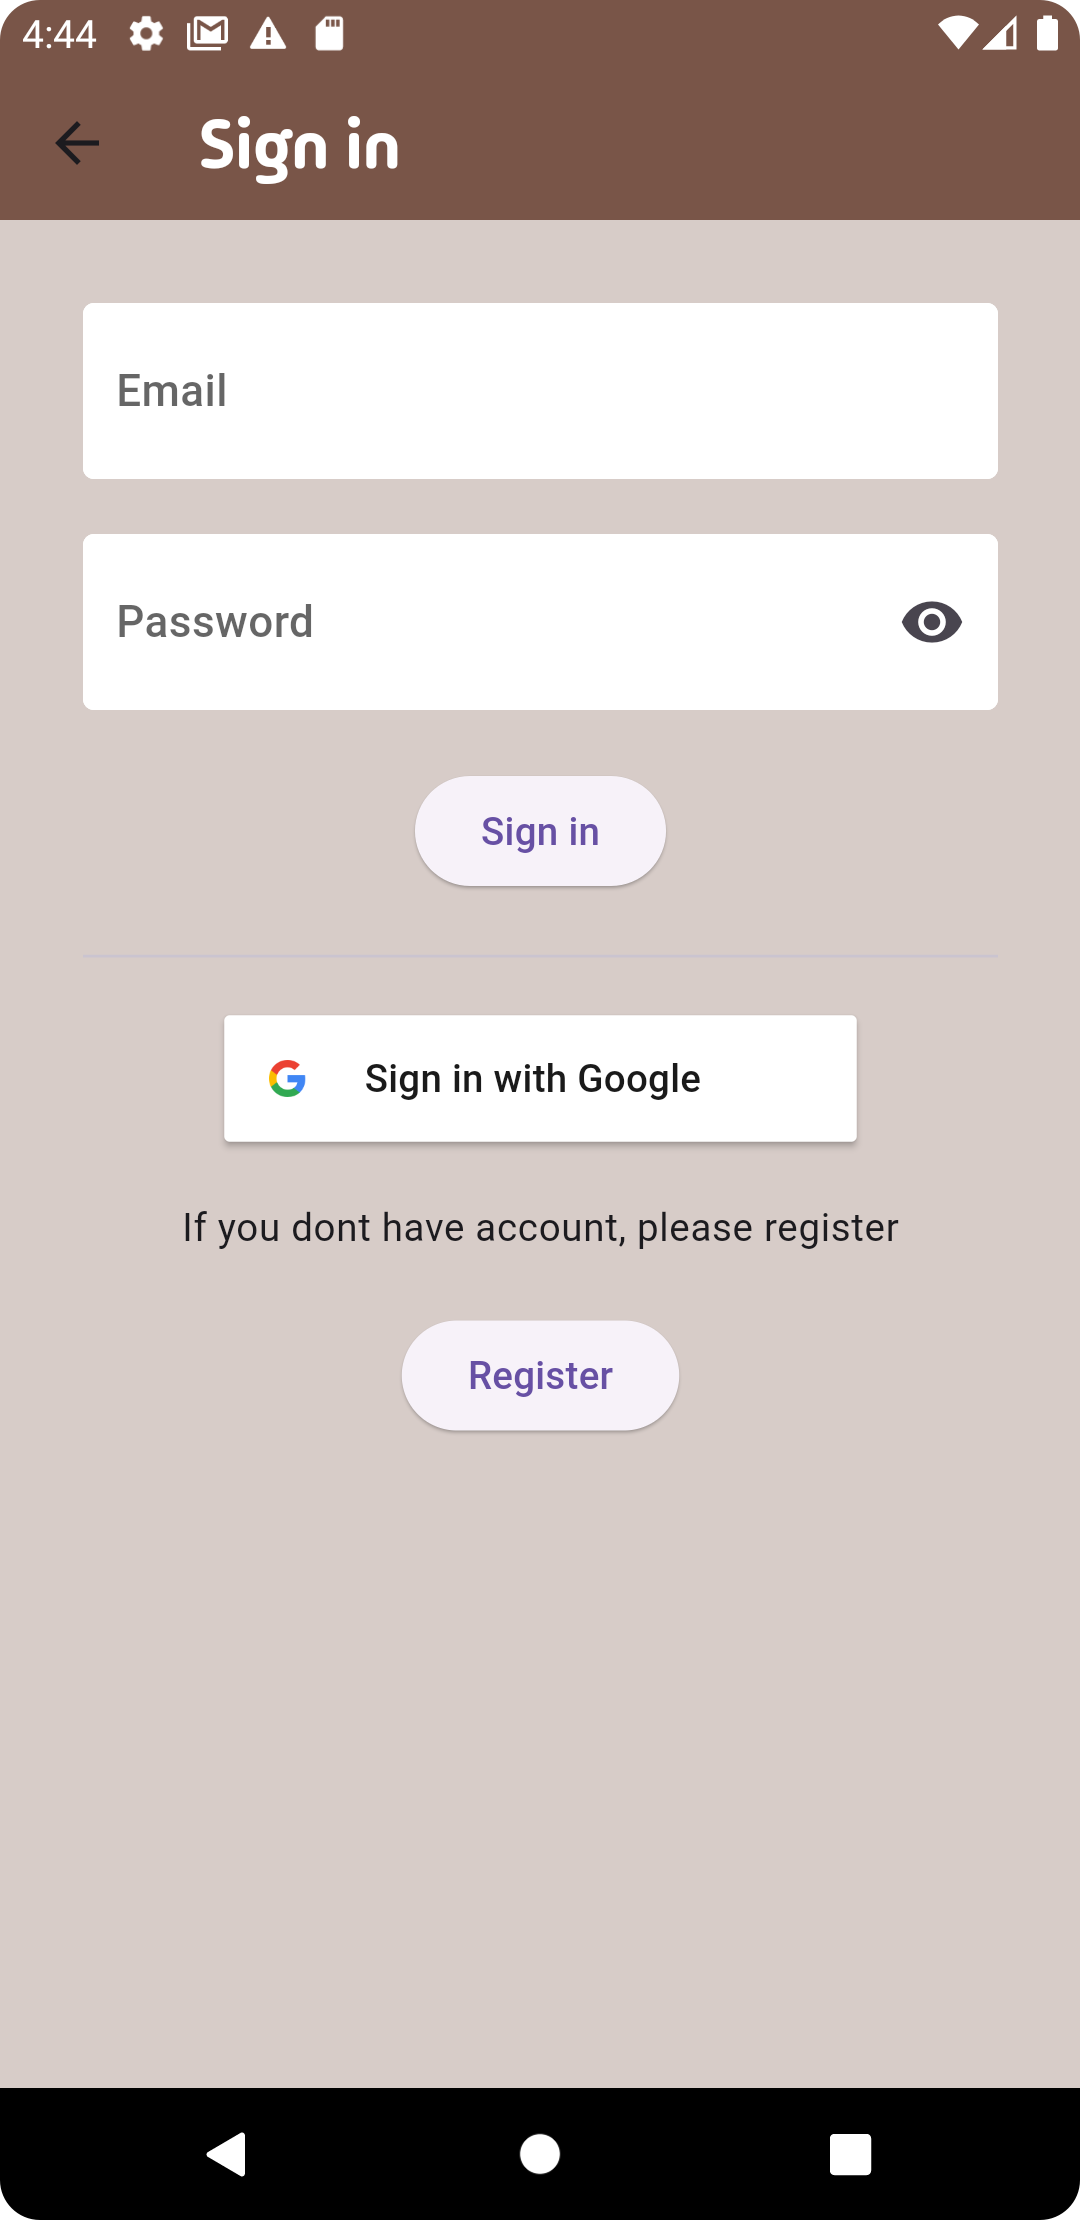 4:44
Sign in
Email
Password
Sign in
Sign in with Google
If you dont have account, please register
Register